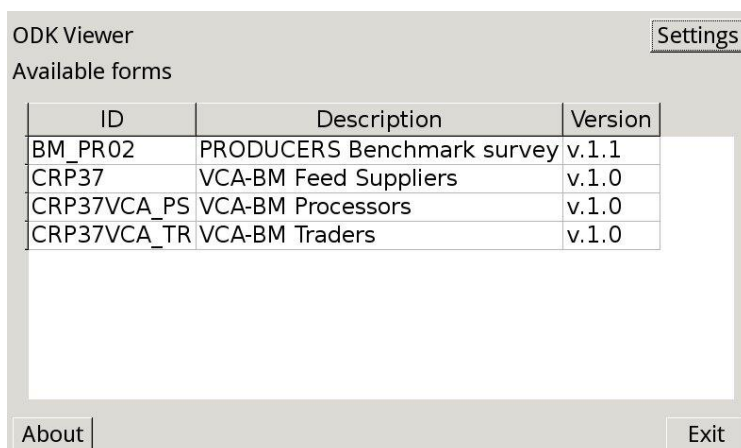 ODK Viewer Settings
Available forms
ID Description Version
BM_PR02 PRODUCERS Benchmark survey v.1.1
CRP37 VCA-BM Feed Suppliers v.1.0
CRP37VCA_PS VCA-BM Processors v.1.0
CRP37VCA_TR VCA-BM Traders v.1.0
About Exit